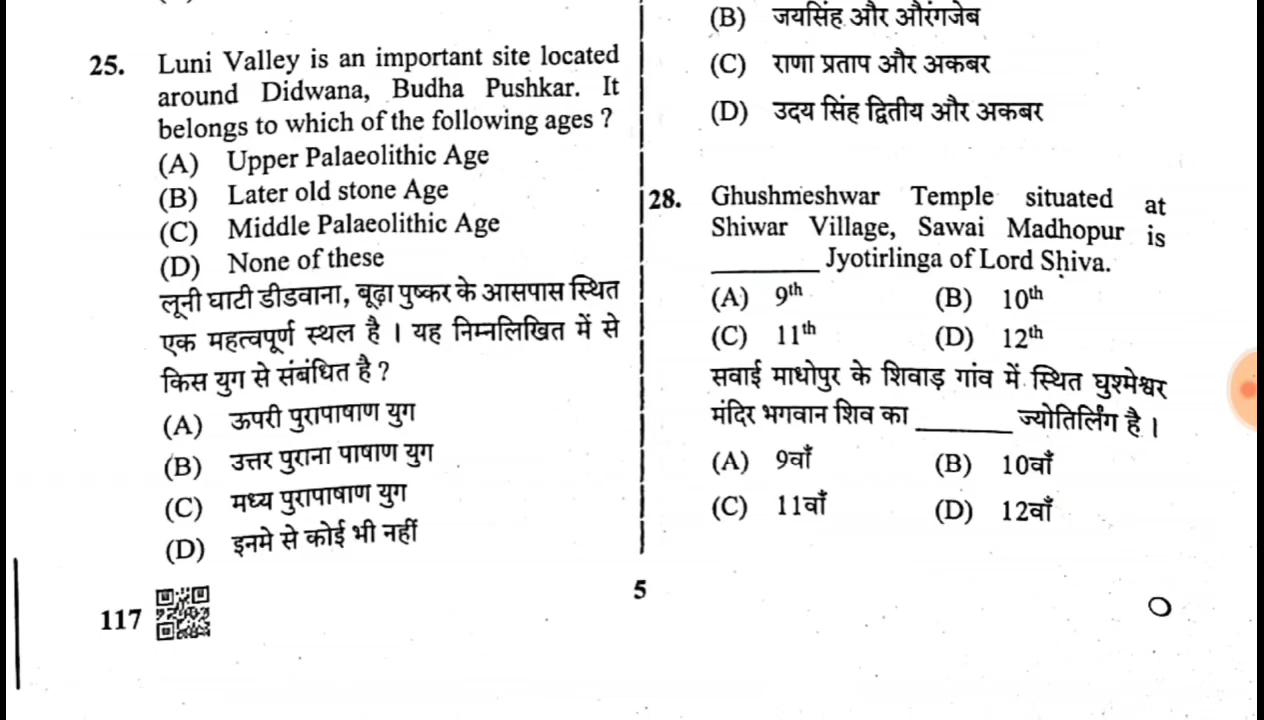 25. Luni Valley is an important site located
around Didwana, Budha Pushkar. It
belongs to which of the following ages ?
(A) Upper Palaeolithic Age
(B) Later old stone Age
(C) Middle Palaeolithic Age
(D) None of these
लूनी घाटी डीडवाना, बूढ़ा पुष्कर के आसपास स्थित
एक महत्वपूर्ण स्थल है । यह निम्नलिखित में से
किस युग से संबंधित है ?
(A) ऊपरी पुरापाषाण युग
(B) उत्तर पुराना पाषाण युग
(C) मध्य पुरापाषाण युग
(D) इनमे से कोई भी नहीं
(B) जयसिंह और औरंगजेब
(C) राणा प्रताप और अकबर
(D) उदय सिंह द्वितीय और अकबर
28. Ghushmeshwar Temple situated at
Shiwar Village, Sawai Madhopur is
________ Jyotirlinga of Lord Shiva.
(A) 9th (B) 10th
(C) 11th (D) 12th
सवाई माधोपुर के शिवाड़ गांव में स्थित घुश्मेश्वर
मंदिर भगवान शिव का ________ ज्योतिर्लिंग है ।
(A) 9वाँ (B) 10वाँ
(C) 11वाँ (D) 12वाँ
117
5